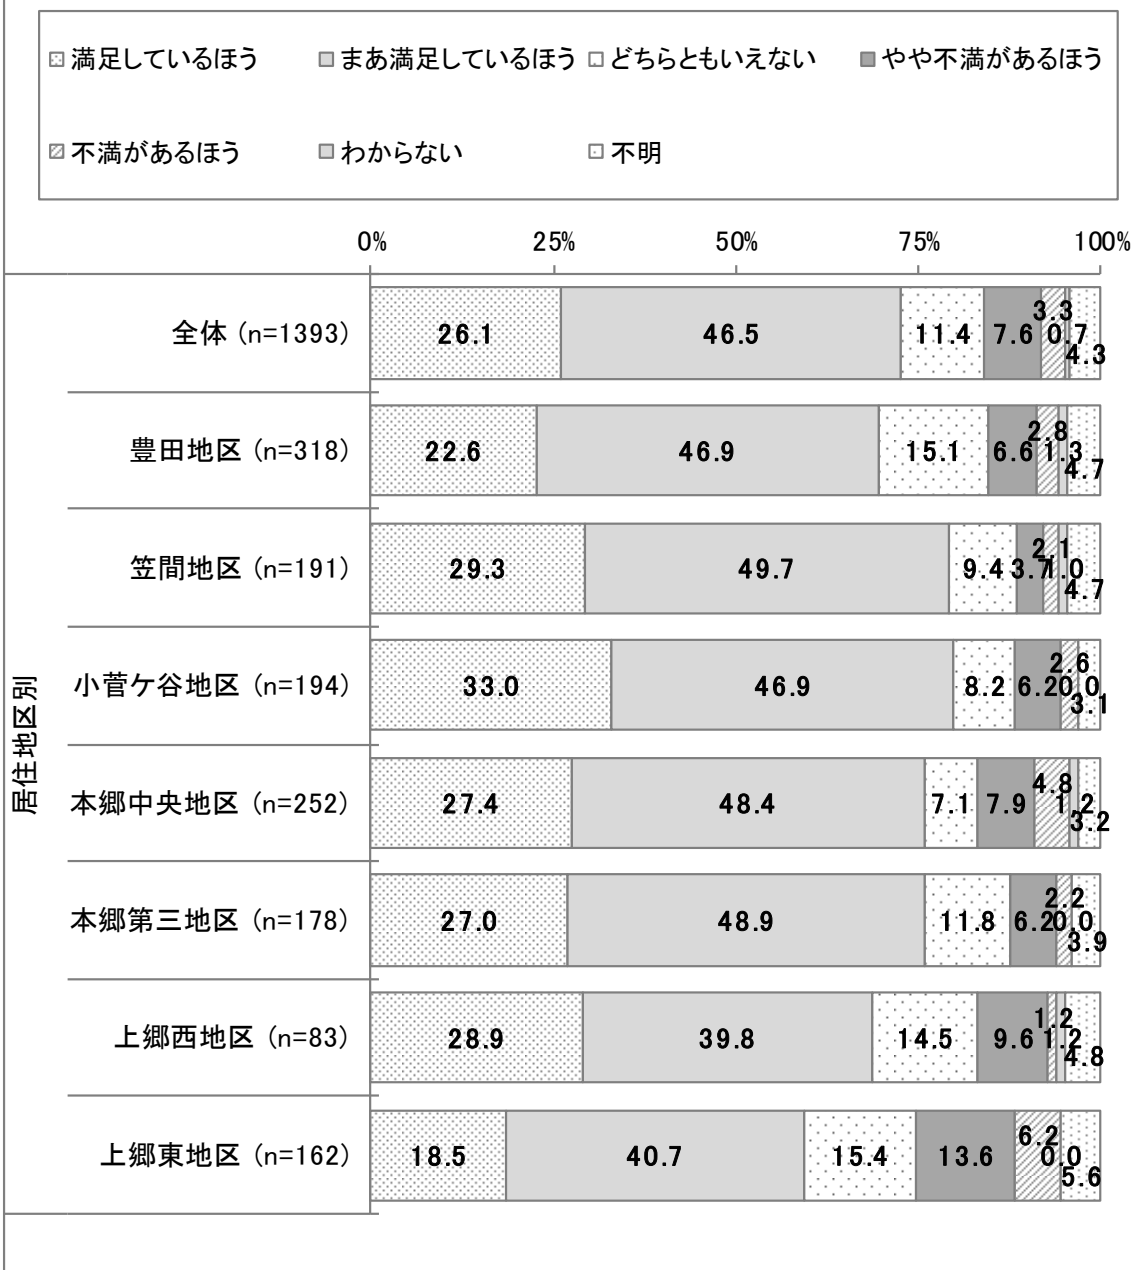 満足しているほう まあ満足しているほう どちらともいえない やや不満があるほう
不満があるほう わからない 不明
0% 25% 50% 75% 100%
居住地区別
全体 (n=1393) 26.1 46.5 11.4 7.6 3.3 0.7 4.3
豊田地区 (n=318) 22.6 46.9 15.1 6.6 2.8 1.3 4.7
笠間地区 (n=191) 29.3 49.7 9.4 3.7 2.1 1.0 4.7
小菅ケ谷地区 (n=194) 33.0 46.9 8.2 6.2 2.6 0.0 3.1
本郷中央地区 (n=252) 27.4 48.4 7.1 7.9 4.8 1.2 3.2
本郷第三地区 (n=178) 27.0 48.9 11.8 6.2 2.2 0.0 3.9
上郷西地区 (n=83) 28.9 39.8 14.5 9.6 1.2 1.2 4.8
上郷東地区 (n=162) 18.5 40.7 15.4 13.6 6.2 0.0 5.6